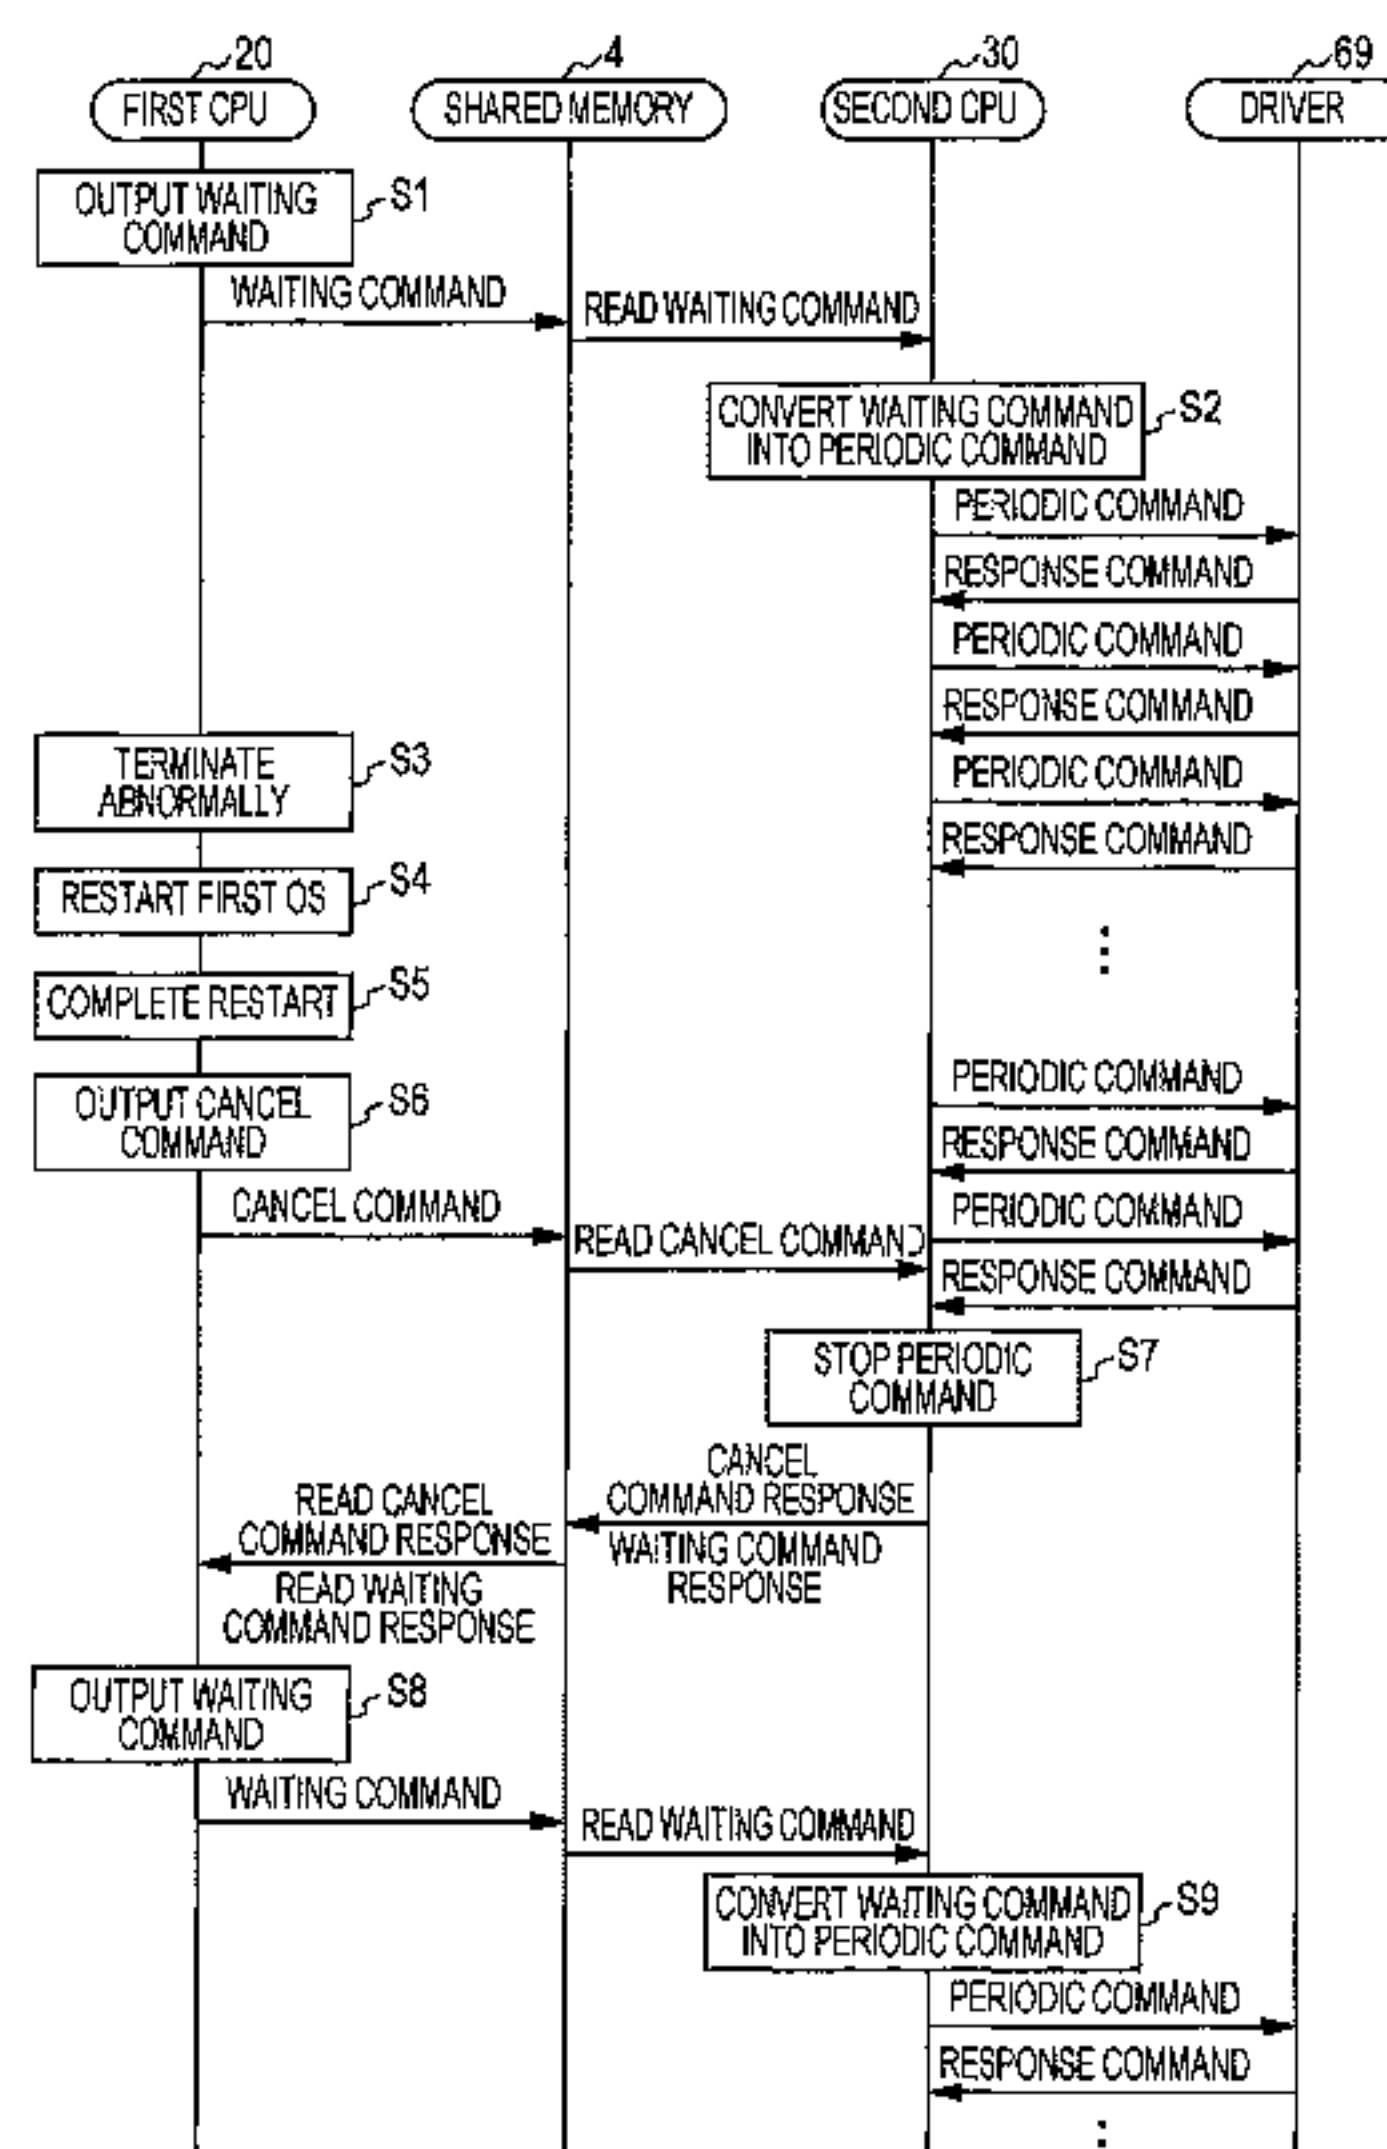 20
4
30
69
FIRST CPU
SHARED MEMORY
SECOND CPU
DRIVER
OUTPUT WAITING
COMMAND
S1
WAITING COMMAND
READ WAITING COMMAND
CONVERT WAITING COMMAND
INTO PERIODIC COMMAND
S2
PERIODIC COMMAND
RESPONSE COMMAND
PERIODIC COMMAND
RESPONSE COMMAND
TERMINATE
ABNORMALLY
S3
PERIODIC COMMAND
RESPONSE COMMAND
RESTART FIRST OS
S4
COMPLETE RESTART
S5
OUTPUT CANCEL
COMMAND
S6
PERIODIC COMMAND
RESPONSE COMMAND
CANCEL COMMAND
PERIODIC COMMAND
READ CANCEL COMMAND
RESPONSE COMMAND
STOP PERIODIC
COMMAND
S7
CANCEL
COMMAND RESPONSE
READ CANCEL
COMMAND RESPONSE
WAITING COMMAND
RESPONSE
READ WAITING
COMMAND RESPONSE
OUTPUT WAITING
COMMAND
S8
WAITING COMMAND
READ WAITING COMMAND
CONVERT WAITING COMMAND
INTO PERIODIC COMMAND
S9
PERIODIC COMMAND
RESPONSE COMMAND